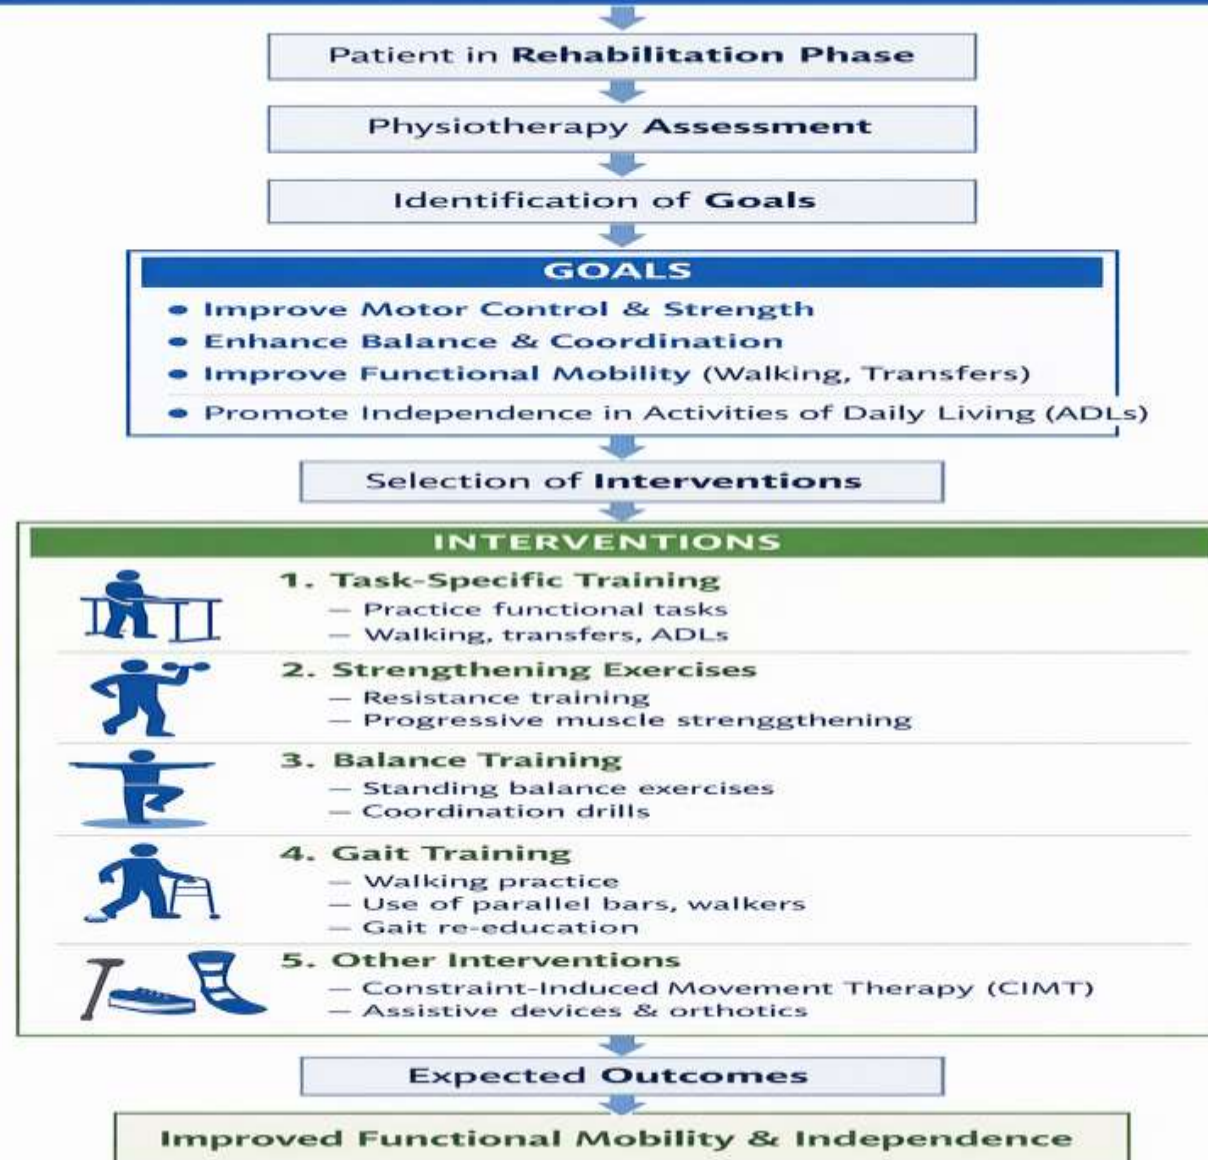 Patient in Rehabilitation Phase
Physiotherapy Assessment
Identification of Goals
GOALS
• Improve Motor Control & Strength
• Enhance Balance & Coordination
• Improve Functional Mobility (Walking, Transfers)
• Promote Independence in Activities of Daily Living (ADLs)
Selection of Interventions
INTERVENTIONS
1. Task-Specific Training
— Practice functional tasks
— Walking, transfers, ADLs
2. Strengthening Exercises
— Resistance training
— Progressive muscle strenggthening
3. Balance Training
— Standing balance exercises
— Coordination drills
4. Gait Training
— Walking practice
— Use of parallel bars, walkers
— Gait re-education
5. Other Interventions
— Constraint-Induced Movement Therapy (CIMT)
— Assistive devices & orthotics
Expected Outcomes
Improved Functional Mobility & Independence